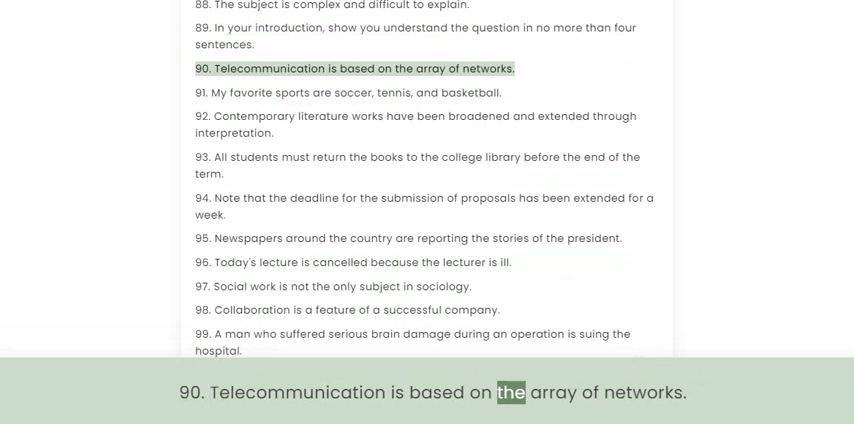 88. The subject is complex and difficult to explain.
89. In your introduction, show you understand the question in no more than four
sentences.
90. Telecommunication is based on the array of networks.
91. My favorite sports are soccer, tennis, and basketball.
92. Contemporary literature works have been broadened and extended through
interpretation.
93. All students must return the books to the college library before the end of the
term.
94. Note that the deadline for the submission of proposals has been extended for a
week.
95. Newspapers around the country are reporting the stories of the president.
96. Today's lecture is cancelled because the lecturer is ill.
97. Social work is not the only subject in sociology.
98. Collaboration is a feature of a successful company.
99. A man who suffered serious brain damage during an operation is suing the
hospital.
90. Telecommunication is based on the array of networks.